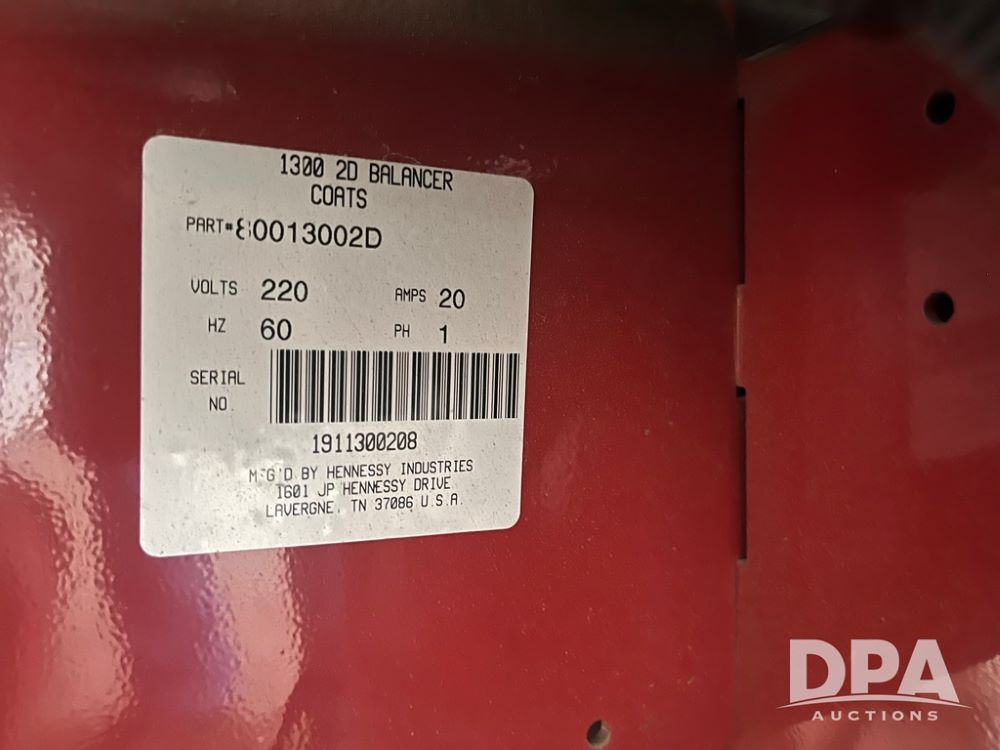 1300 2D BALANCER
COATS
PART# 80013002D
VOLTS 220 AMPS 20
HZ 60 PH 1
SERIAL
NO.
1911300208
MFG'D BY HENNESSY INDUSTRIES
1601 JP HENNESSY DRIVE
LAVERGNE, TN 37086 U.S.A.
DPA
AUCTIONS